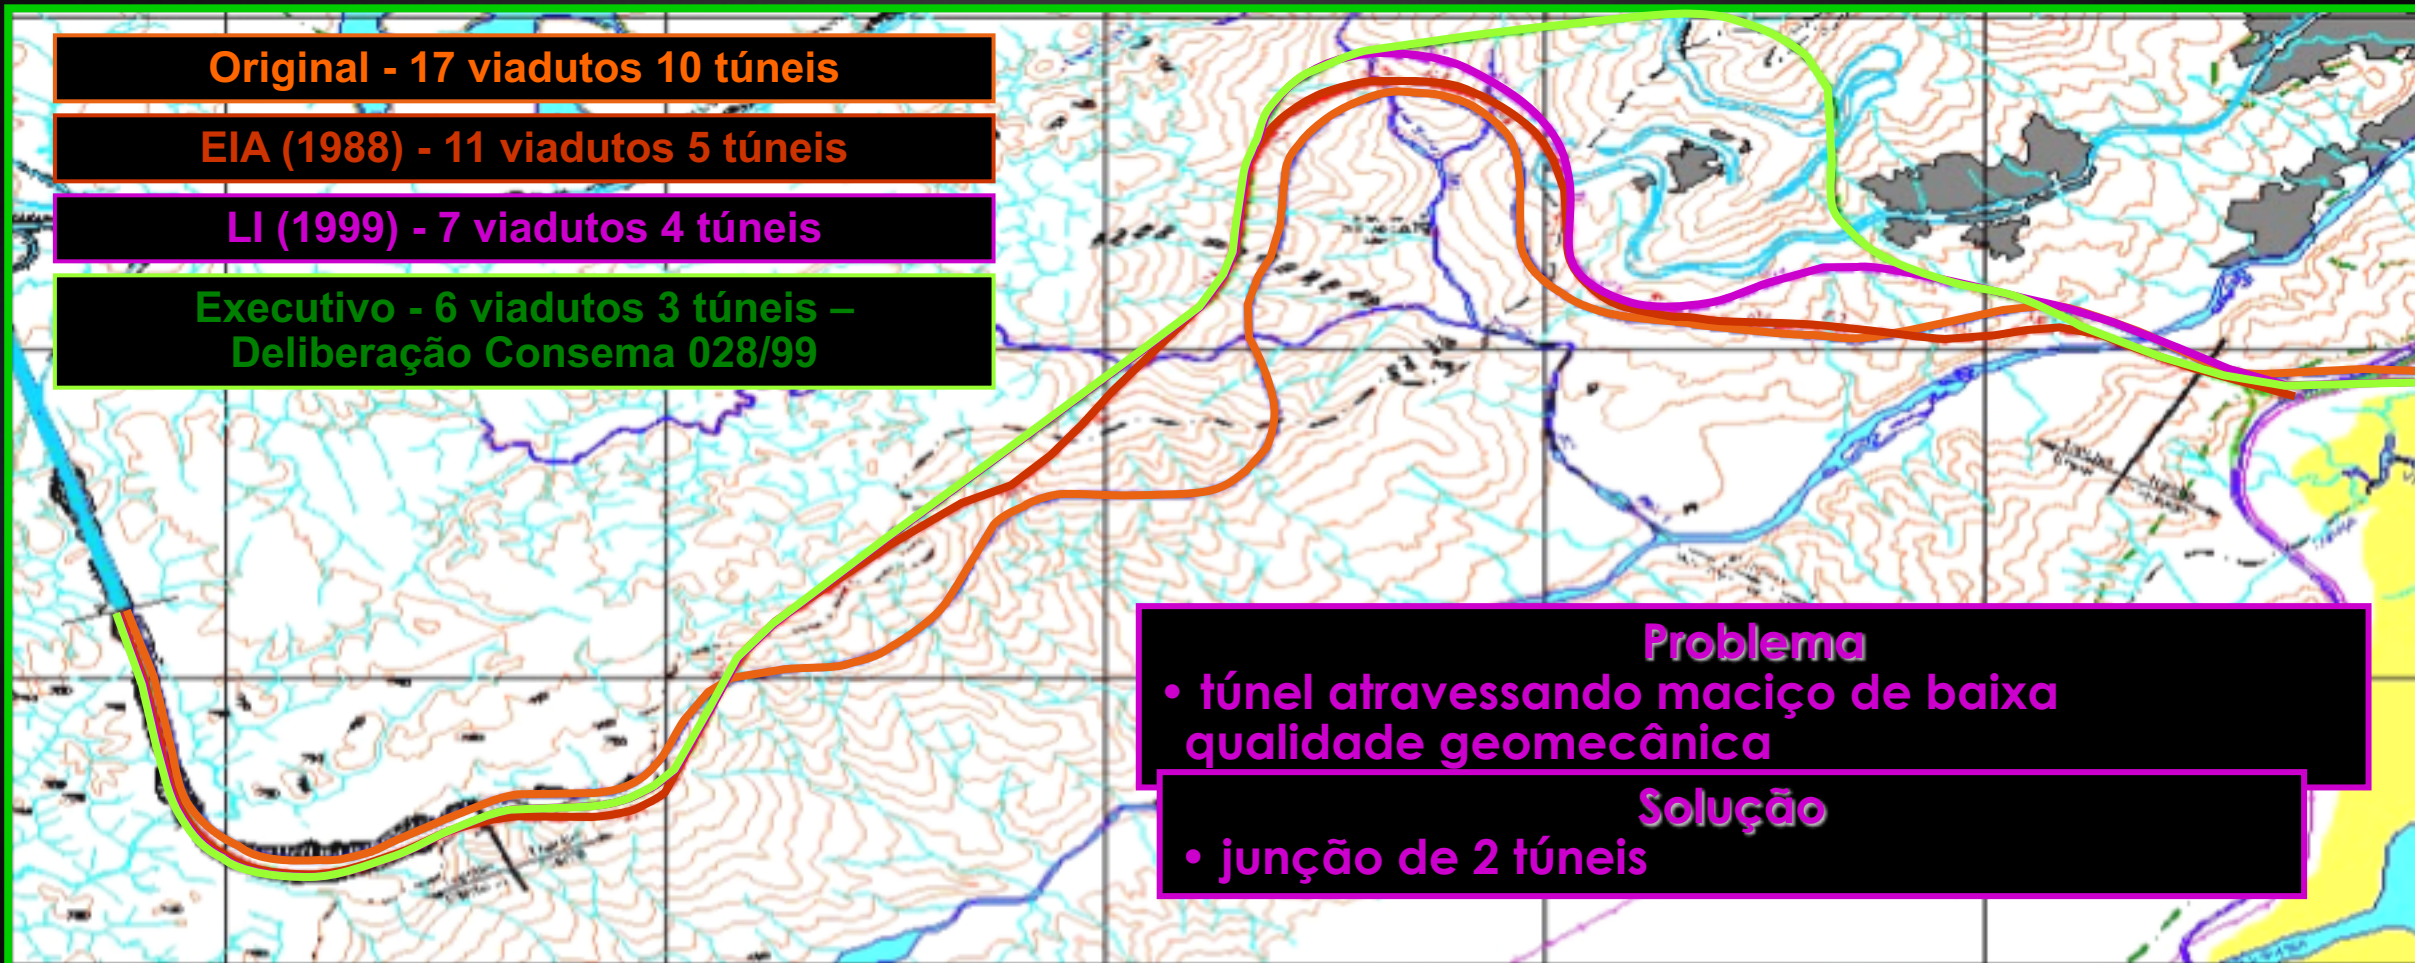 Original - 17 viadutos 10 túneis
EIA (1988) - 11 viadutos 5 túneis
LI (1999) - 7 viadutos 4 túneis
Executivo - 6 viadutos 3 túneis –
Deliberação Consema 028/99
Problema
• túnel atravessando maciço de baixa
qualidade geomecânica
Solução
• junção de 2 túneis